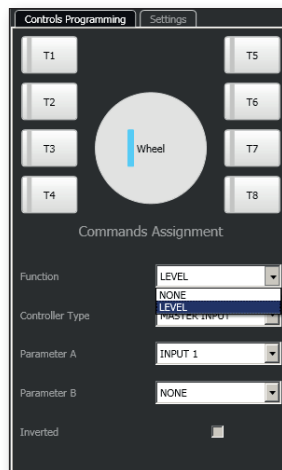 Controls Programming Settings
T1 T5
T2 T6
T3 Wheel T7
T4 T8
Commands Assignment
Function LEVEL
NONE
LEVEL
Controller Type MASTER INPUT
Parameter A INPUT 1
Parameter B NONE
Inverted